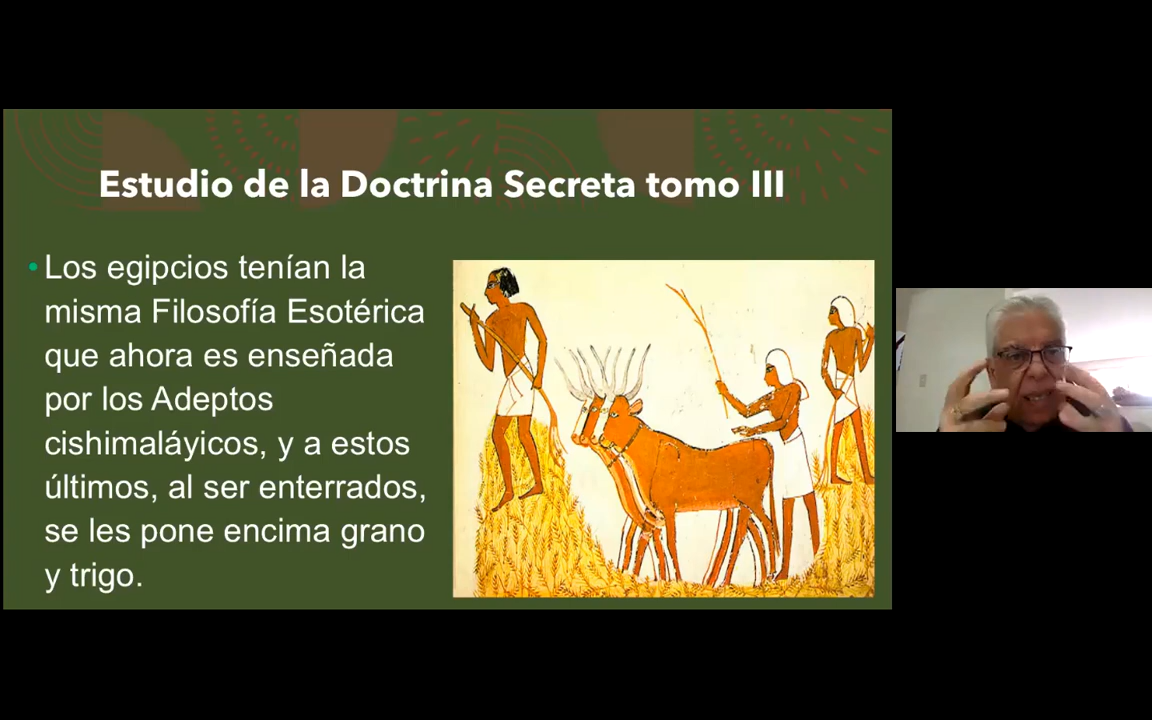 Estudio de la Doctrina Secreta tomo III
• Los egipcios tenían la
misma Filosofía Esotérica
que ahora es enseñada
por los Adeptos
cishimaláyicos, y a estos
últimos, al ser enterrados,
se les pone encima grano
y trigo.